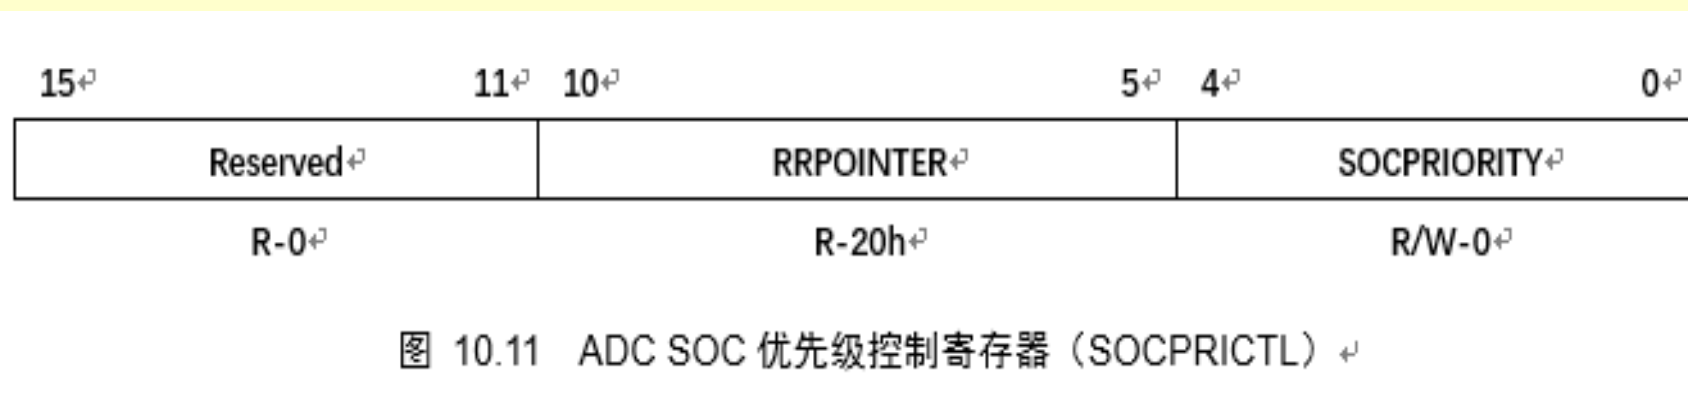 15↵ 11↵ 10↵ 5↵ 4↵ 0↵
Reserved↵ RRPOINTER↵ SOCPRIORITY↵
R-0↵ R-20h↵ R/W-0↵
图 10.11 ADC SOC 优先级控制寄存器（SOCPRICTL）↵